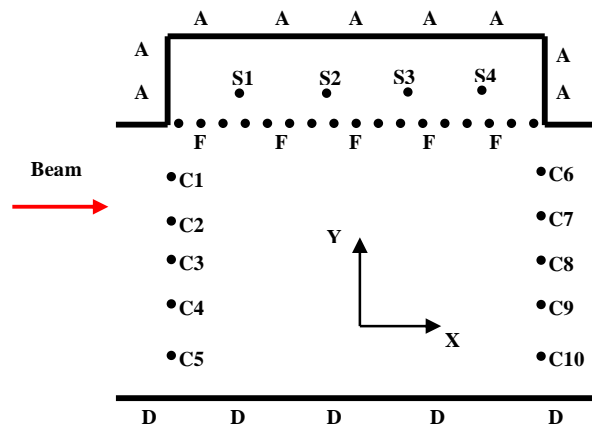 A A A A A
A A
S1 S2 S3 S4
A A
F F F F F
Beam
C1 C6
C2 C7
Y
C3 C8
C4 C9
X
C5 C10
D D D D D